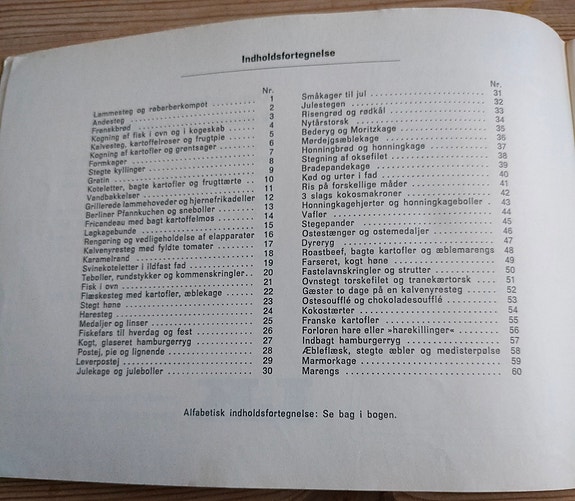 Indholdsfortegnelse
Nr.
Lammesteg og rabarberkompot 1
Andesteg 2
Franskbrød 3
Kogning af fisk i ovn og i kogeskab 4
Kalvesteg, kartoffelroser og frugtpie 5
Kogning af kartofler og grøntsager 6
Formkager 7
Stegte kyllinger 8
Gratin 9
Koteletter, bagte kartofler og frugttærte 10
Vandbakkelser 11
Grillerede lammehoveder og hjernefrikadeller 12
Berliner Pfannkuchen og sneboller 13
Fricandeau med bagt kartoffelmos 14
Lagkagebunde 15
Rengøring og vedligeholdelse af elapparater 16
Kalvenyresteg med fyldte tomater 17
Karamelrand 18
Svinekoteletter i ildfast fad 19
Teboller, rundstykker og kommenskringler 20
Fisk i ovn 21
Flæskesteg med kartofler, æblekage 22
Stegt høne 23
Haresteg 24
Medaljer og linser 25
Fiskefars til hverdag og fest 26
Kogt, glaseret hamburgerryg 27
Postej, pie og lignende 28
Leverpostej 29
Julekage og juleboller 30
Nr.
Småkager til jul 31
Julestegen 32
Risengrød og rødkål 33
Nytårstorsk 34
Bederyg og Moritzkage 35
Mørdejgsæblekage 36
Honningbrød og honningkage 37
Stegning af oksefilet 38
Bradepandekage 39
Kød og urter i fad 40
Ris på forskellige måder 41
3 slags kokosmakroner 42
Honningkagehjerter og honningkageboller 43
Vafler 44
Stegepander 45
Ostestænger og ostemedaljer 46
Dyreryg 47
Roastbeef, bagte kartofler og æblemarengs 48
Farseret, kogt høne 49
Fastelavnskringler og strutter 50
Ovnstegt torskefilet og tranekærtorsk 51
Gæster to dage på en kalvenyresteg 52
Ostesoufflé og chokoladesoufflé 53
Kokostærter 54
Franske kartofler 55
Forloren hare eller »harekillinger« 56
Indbagt hamburgerryg 57
Æbleflæsk, stegte æbler og medisterpølse 58
Marmorkage 59
Marengs 60
Alfabetisk indholdsfortegnelse: Se bag i bogen.